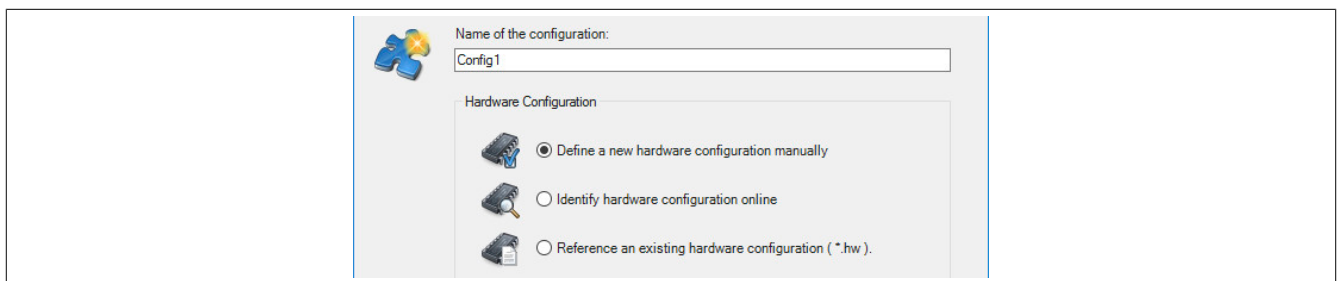 Name of the configuration:
Config1
Hardware Configuration
Define a new hardware configuration manually
Identify hardware configuration online
Reference an existing hardware configuration ( *.hw ).